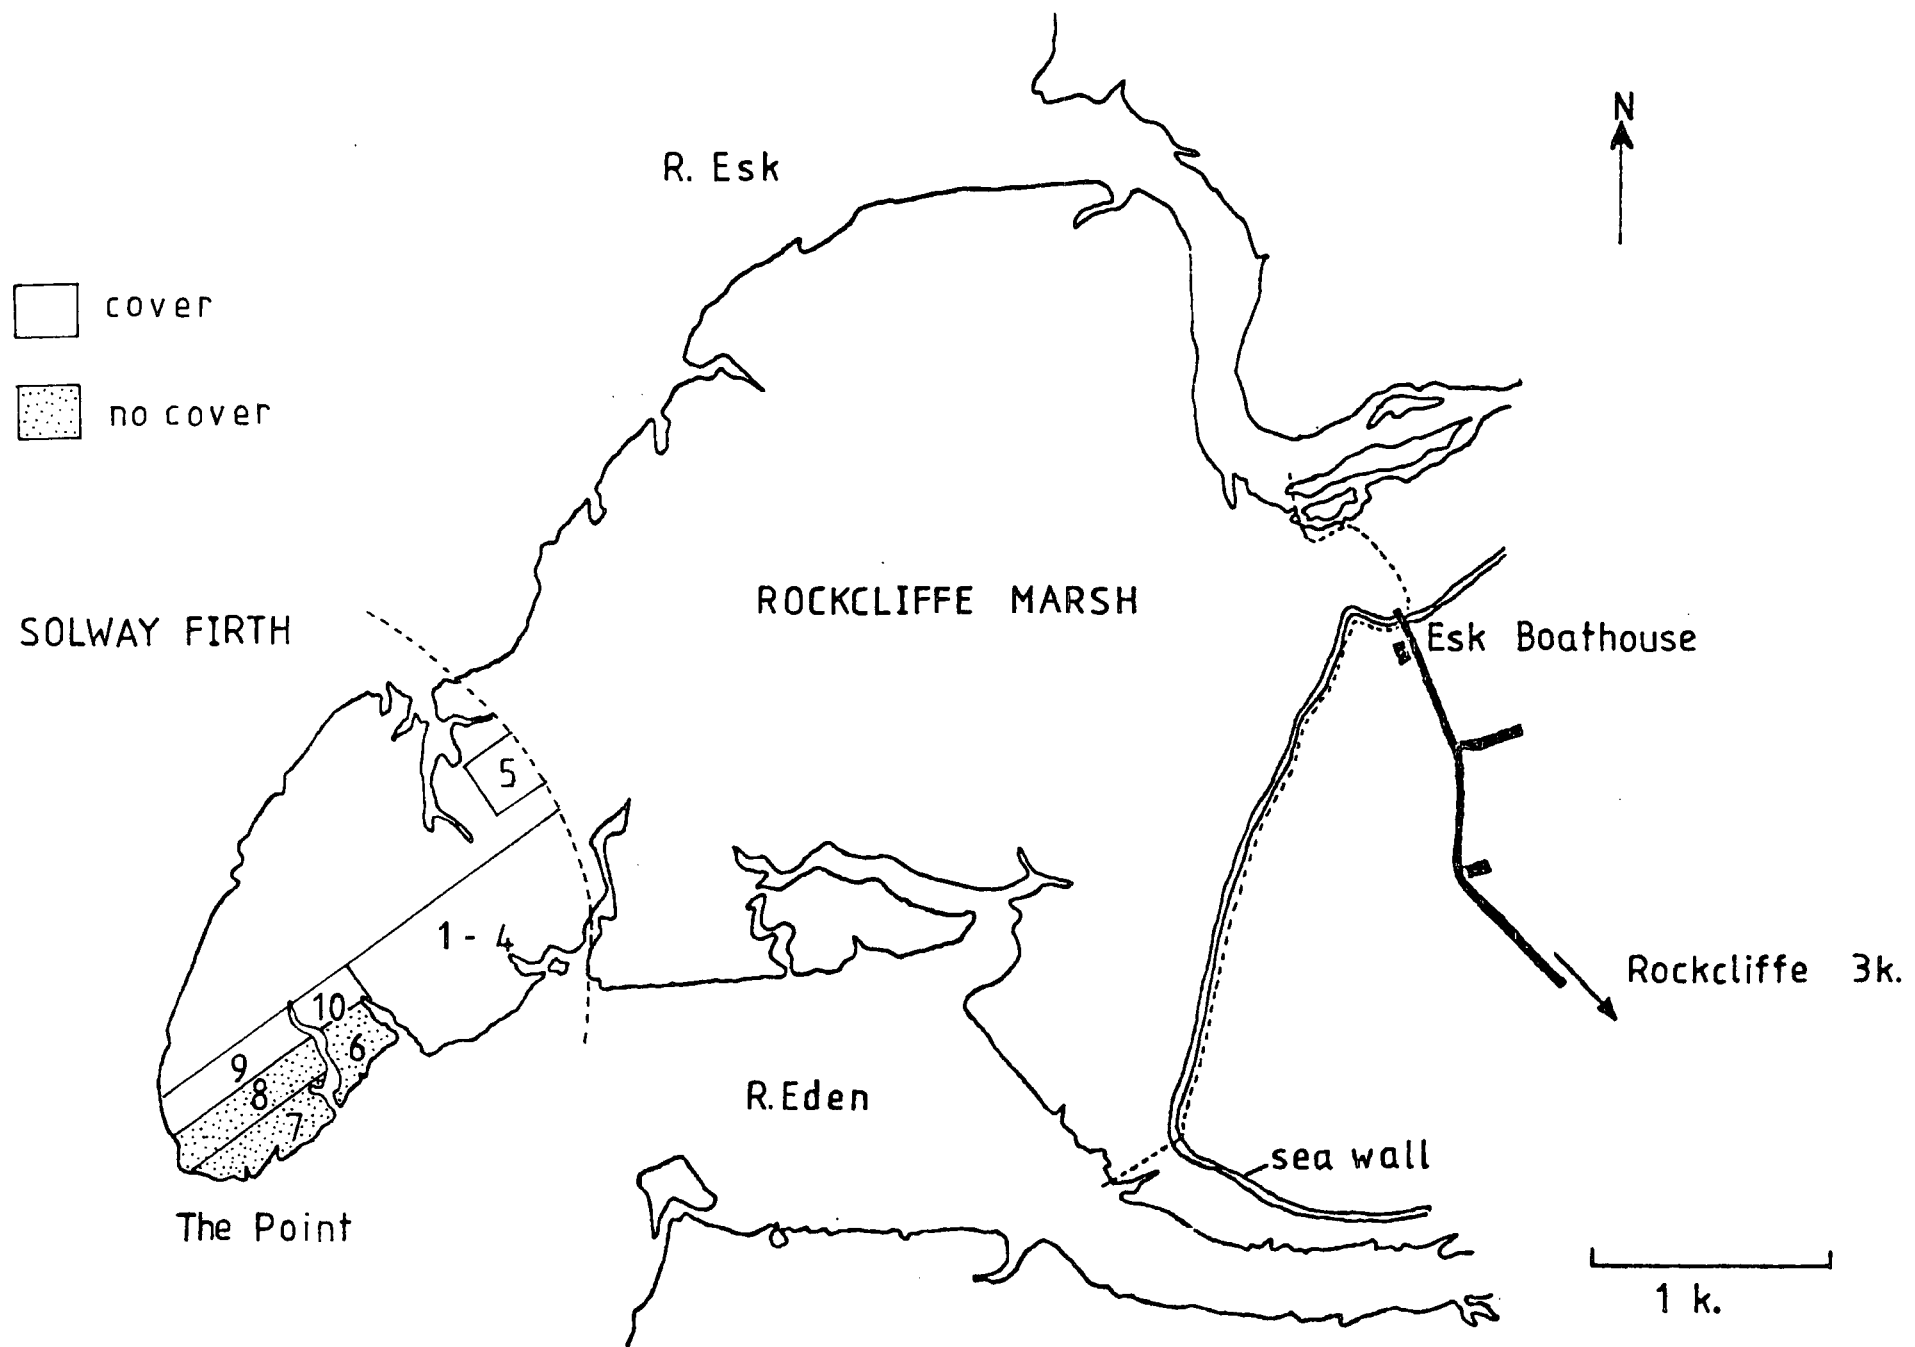 N
R. Esk
cover
no cover
ROCKCLIFFE MARSH
SOLWAY FIRTH
Esk Boathouse
5
1 - 4
Rockcliffe 3k.
10
6
9
8
7
R. Eden
sea wall
The Point
1 k.